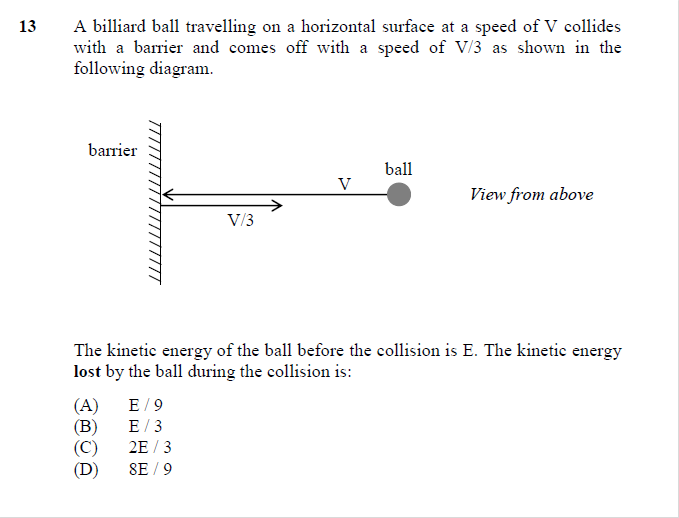 13 A billiard ball travelling on a horizontal surface at a speed of V collides
with a barrier and comes off with a speed of V/3 as shown in the
following diagram.
barrier
ball
V
View from above
V/3
The kinetic energy of the ball before the collision is E. The kinetic energy
lost by the ball during the collision is:
(A) E / 9
(B) E / 3
(C) 2E / 3
(D) 8E / 9